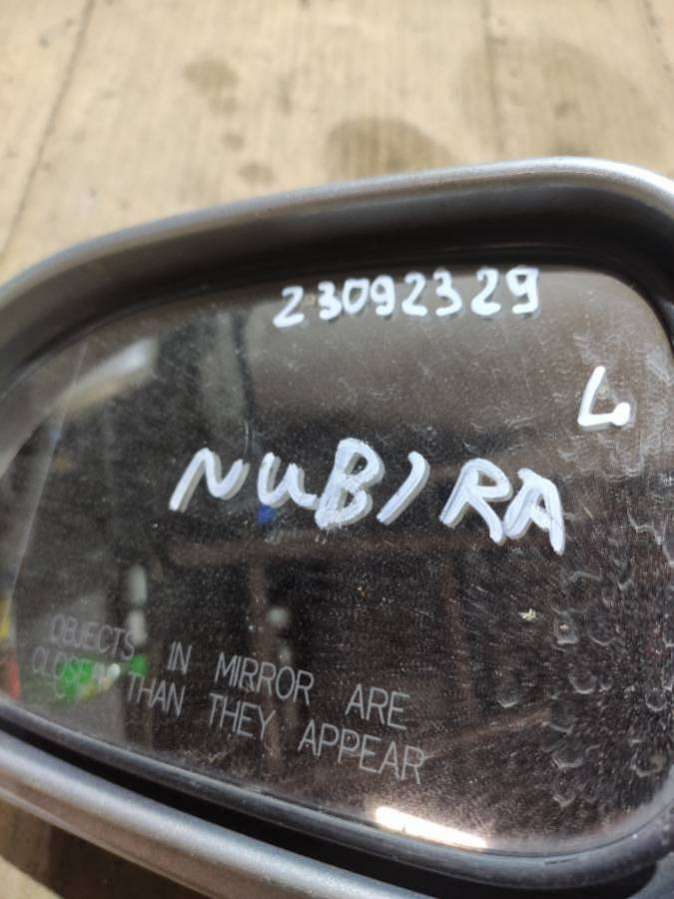 23092329
L
NUBIRA
OBJECTS IN MIRROR ARE
CLOSER THAN THEY APPEAR